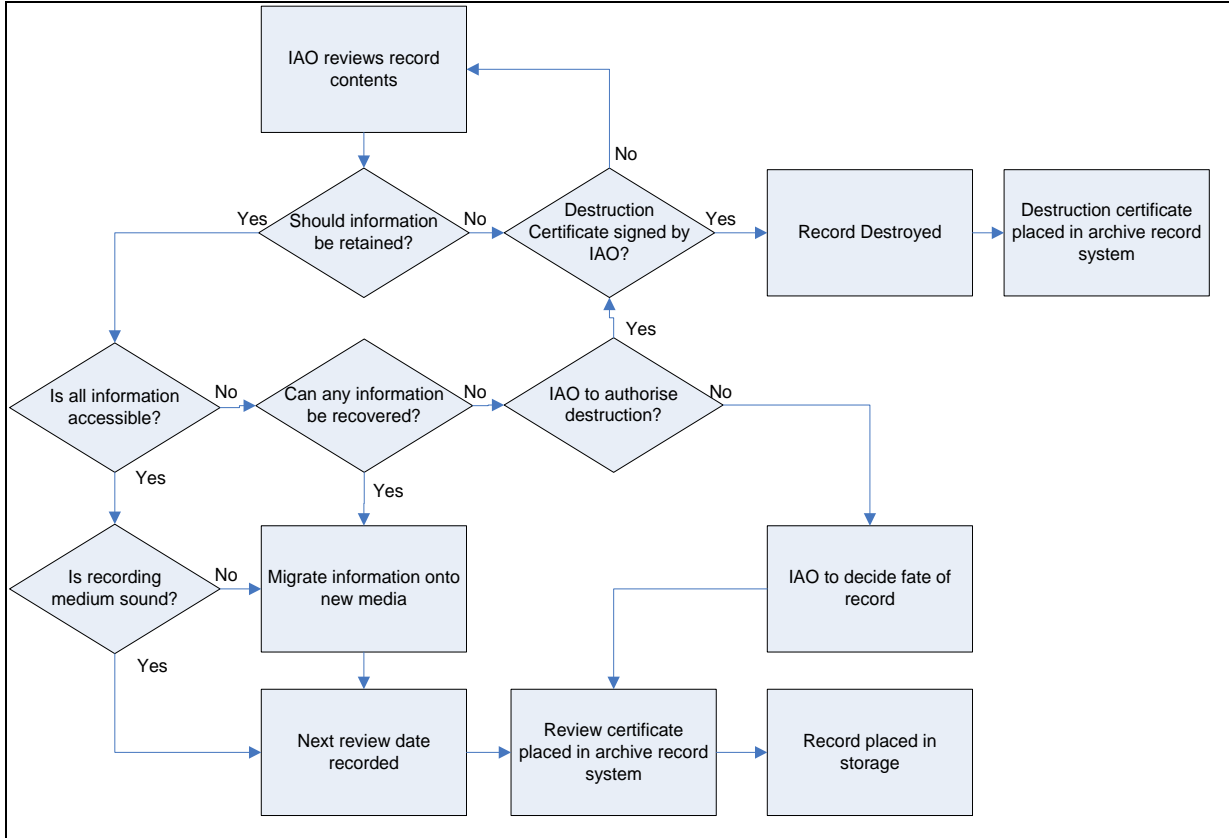 IAO reviews record
contents
No
Yes
Should information
be retained?
No
Destruction
Certificate signed by
IAO?
Yes
Record Destroyed
Destruction certificate
placed in archive record
system
Yes
Is all information
accessible?
No
Can any information
be recovered?
No
IAO to authorise
destruction?
No
Yes
Yes
Is recording
medium sound?
No
Migrate information onto
new media
IAO to decide fate of
record
Yes
Next review date
recorded
Review certificate
placed in archive record
system
Record placed in
storage